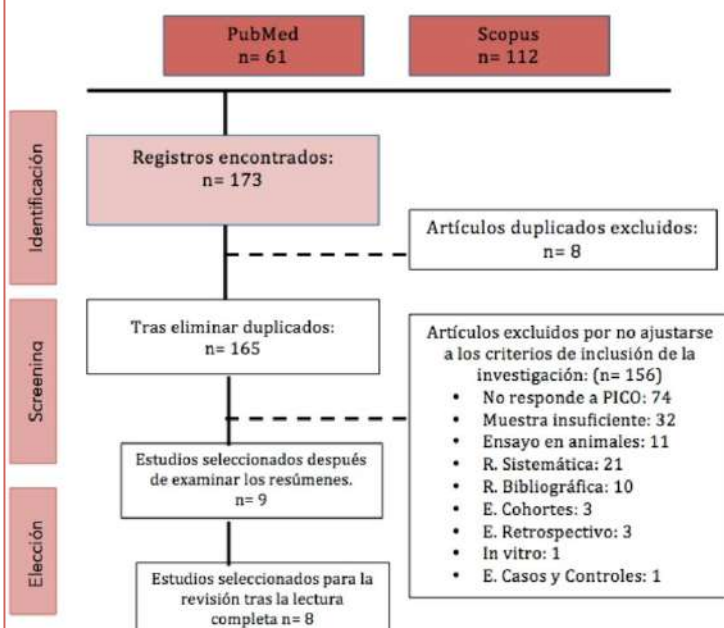 PubMed
n= 61
Scopus
n= 112
Identificación
Registros encontrados:
n= 173
Artículos duplicados excluidos:
n= 8
Screening
Tras eliminar duplicados:
n= 165
Artículos excluidos por no ajustarse
a los criterios de inclusión de la
investigación: (n= 156)
• No responde a PICO: 74
• Muestra insuficiente: 32
• Ensayo en animales: 11
• R. Sistemática: 21
• R. Bibliográfica: 10
• E. Cohortes: 3
• E. Retrospectivo: 3
• In vitro: 1
• E. Casos y Controles: 1
Estudios seleccionados después
de examinar los resúmenes.
n= 9
Elección
Estudios seleccionados para la
revisión tras la lectura
completa n= 8